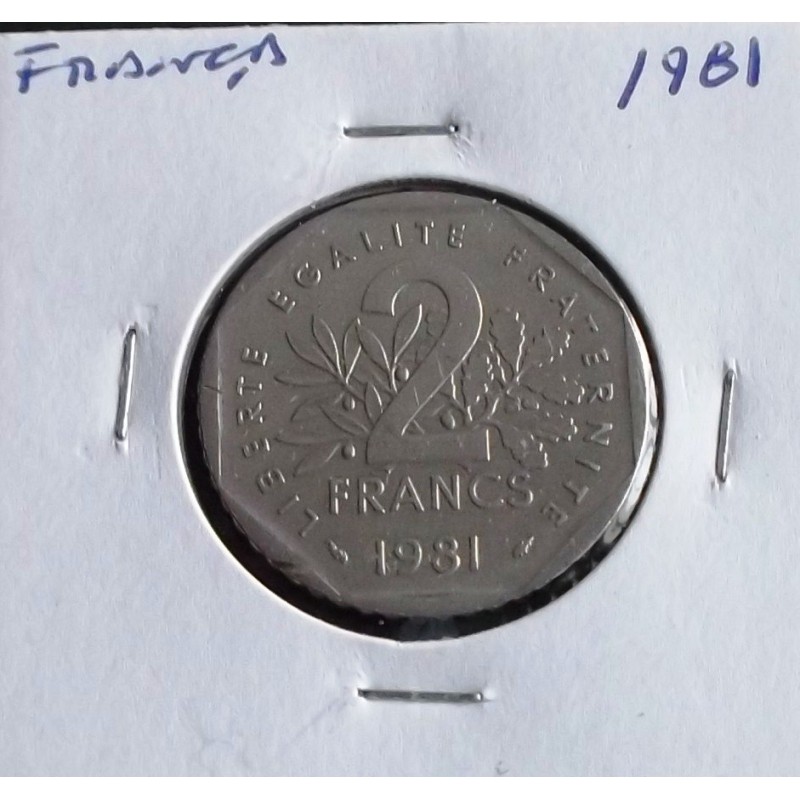 FRANÇA 1981
LIBERTE EGALITE FRATERNITE
2
FRANCS
1981